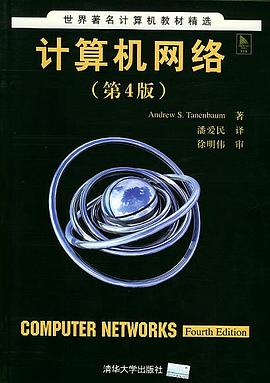 世界著名计算机教材精选
计算机网络
（第4版）
Andrew S. Tanenbaum 著
潘爱民 译
徐明伟 审
COMPUTER NETWORKS Fourth Edition
清华大学出版社